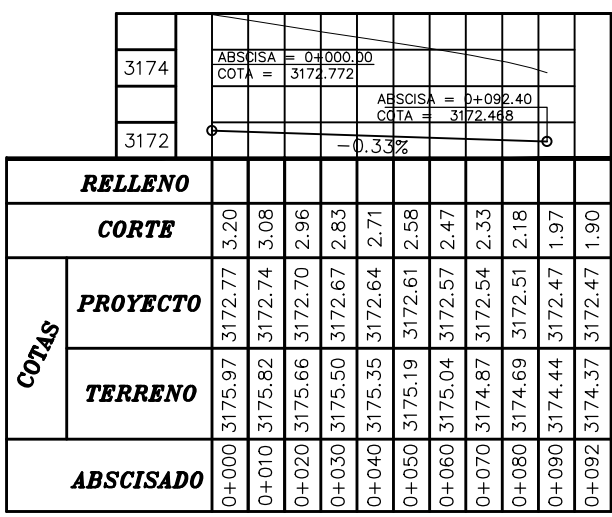 3174
ABSCISA = 0+000.00
COTA = 3172.772
ABSCISA = 0+092.40
COTA = 3172.468
3172
-0.33%
RELLENO
CORTE 3.20 3.08 2.96 2.83 2.71 2.58 2.47 2.33 2.18 1.97 1.90
COTAS
PROYECTO 3172.77 3172.74 3172.70 3172.67 3172.64 3172.61 3172.57 3172.54 3172.51 3172.47 3172.47
TERRENO 3175.97 3175.82 3175.66 3175.50 3175.35 3175.19 3175.04 3174.87 3174.69 3174.44 3174.37
ABSCISADO 0+000 0+010 0+020 0+030 0+040 0+050 0+060 0+070 0+080 0+090 0+092